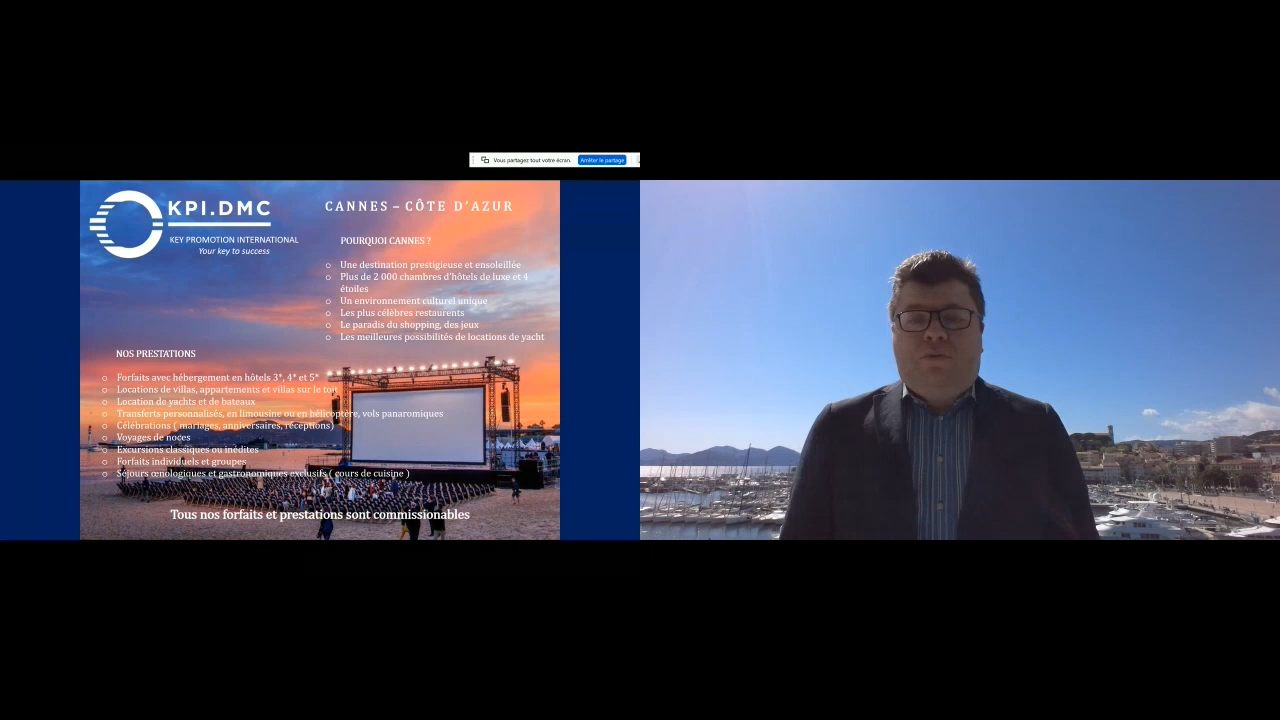 Vous partagez tout votre écran. Arrêter le partage
KPI.DMC
KEY PROMOTION INTERNATIONAL
Your key to success
CANNES – CÔTE D'AZUR
POURQUOI CANNES ?
o Une destination prestigieuse et ensoleillée
o Plus de 2 000 chambres d'hôtels de luxe et 4
étoiles
o Un environnement culturel unique
o Les plus célèbres restaurents
o Le paradis du shopping, des jeux
o Les meilleures possibilités de locations de yacht
NOS PRESTATIONS
o Forfaits avec hébergement en hôtels 3*, 4* et 5*
o Locations de villas, appartements et villas sur le toit
o Location de yachts et de bateaux
o Transferts personnalisés, en limousine ou en hélicoptère, vols panaromiques
o Célébrations ( mariages, anniversaires, réceptions)
o Voyages de noces
o Excursions classiques ou inédites
o Forfaits individuels et groupes
o Séjours œnologiques et gastronomiques exclusifs ( cours de cuisine )
Tous nos forfaits et prestations sont commissionables